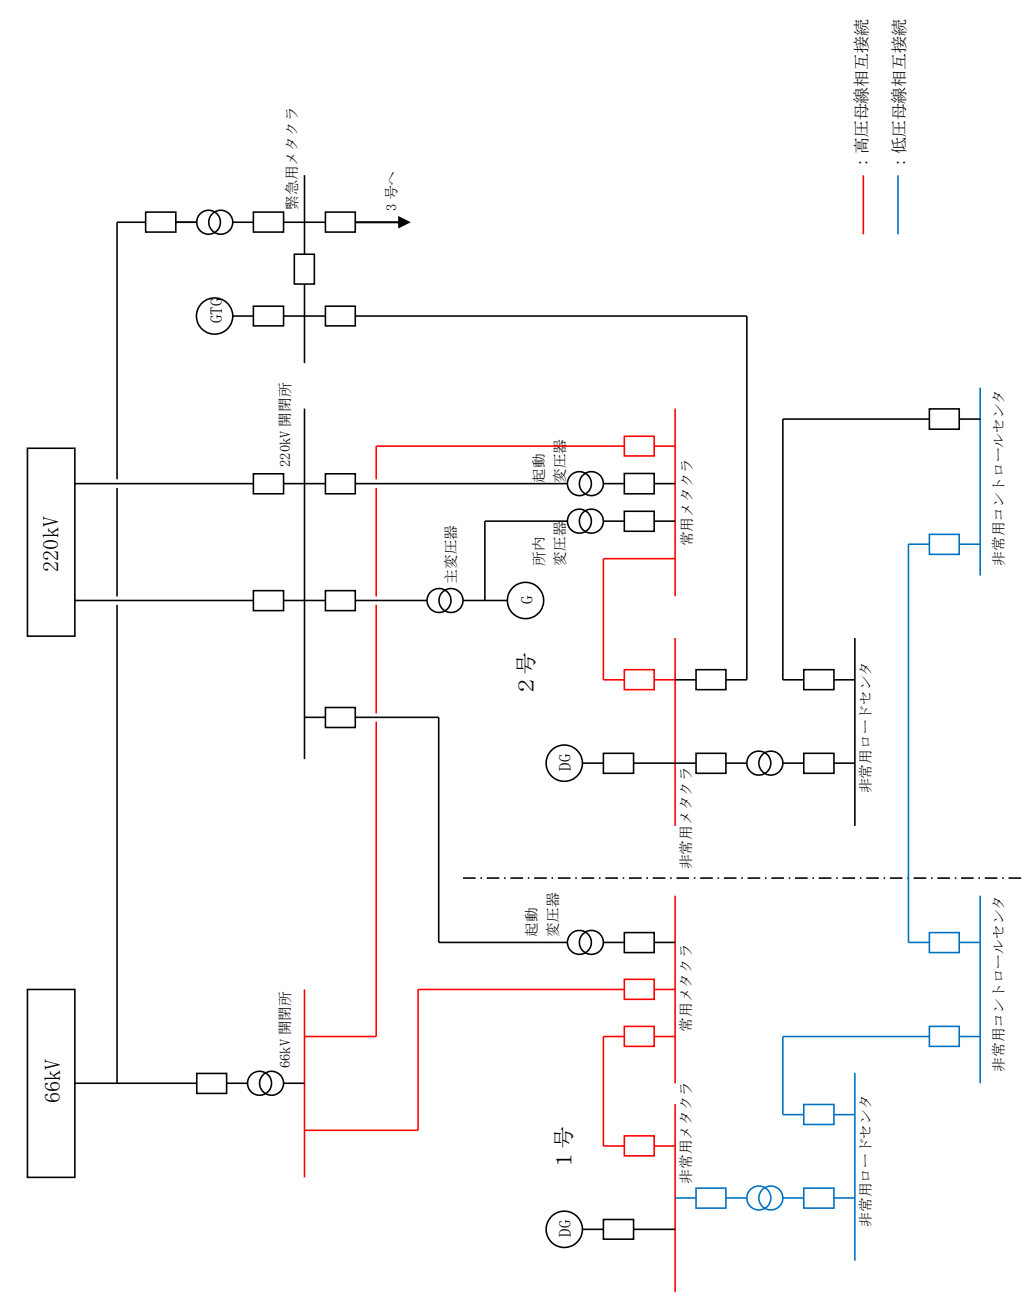 66kV
220kV
66kV 開閉所
220kV 開閉所
緊急用メタクラ
GTG
3 号へ
主変圧器
G
起動
変圧器
所内
変圧器
起動
変圧器
1 号
2 号
DG
DG
常用メタクラ
常用メタクラ
非常用メタクラ
非常用メタクラ
非常用ロードセンタ
非常用ロードセンタ
非常用コントロールセンタ
非常用コントロールセンタ
：高圧母線相互接続
：低圧母線相互接続